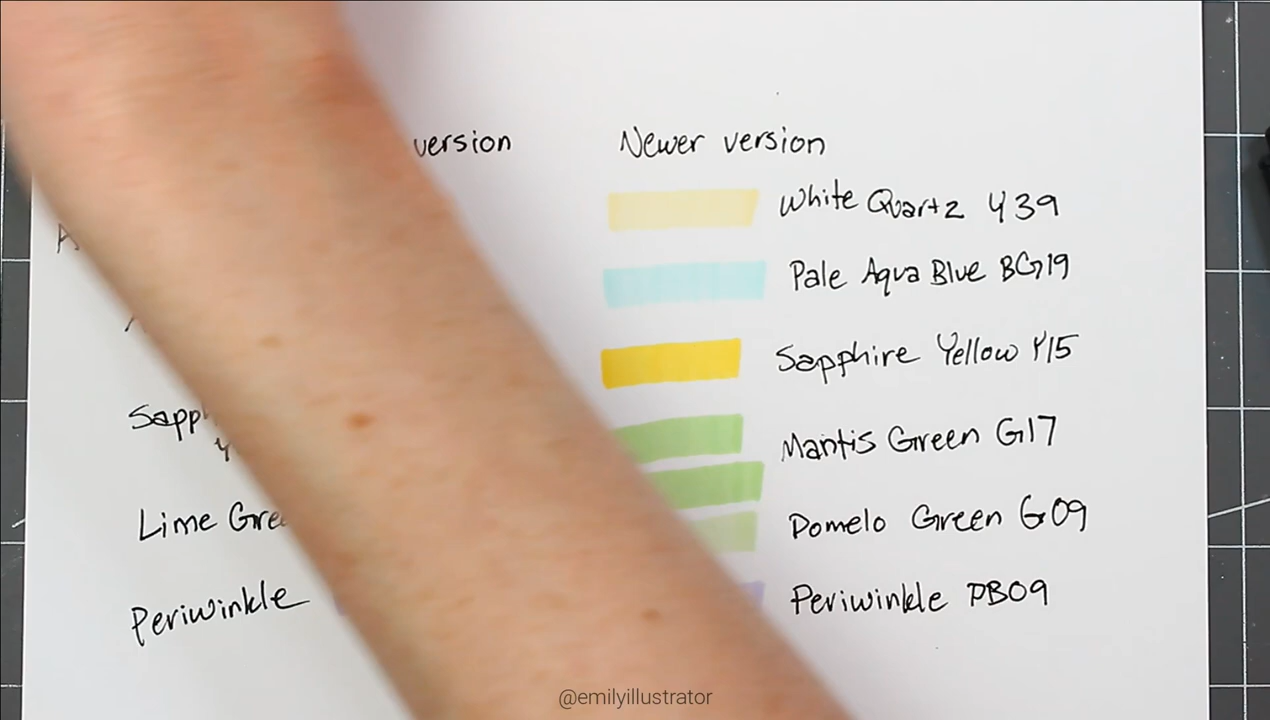 version Newer version
White Quartz Y39
Pale Aqua Blue BG19
Sapphire Yellow Y15
Mantis Green G17
Lime Gree
Pomelo Green G09
Periwinkle
Periwinkle PB09
@emilyillustrator